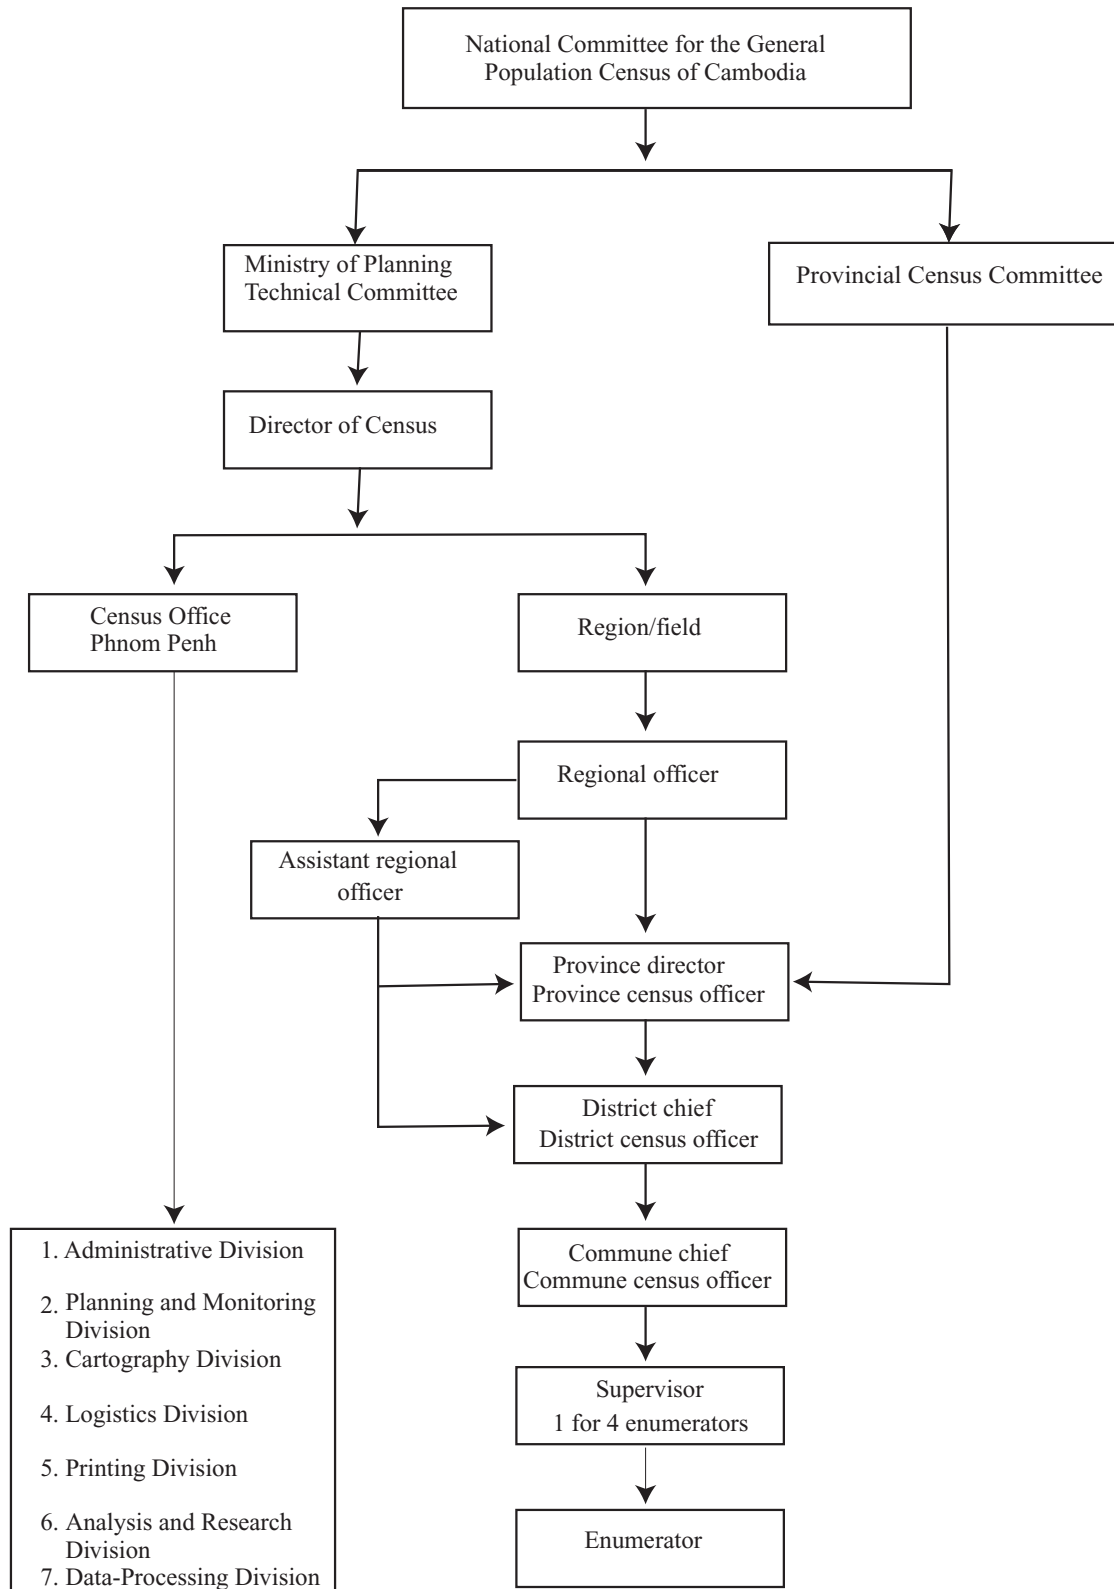 National Committee for the General
Population Census of Cambodia
Ministry of Planning
Technical Committee
Provincial Census Committee
Director of Census
Census Office
Phnom Penh
Region/field
Regional officer
Assistant regional
officer
Province director
Province census officer
District chief
District census officer
Commune chief
Commune census officer
Supervisor
1 for 4 enumerators
Enumerator
1. Administrative Division
2. Planning and Monitoring
Division
3. Cartography Division
4. Logistics Division
5. Printing Division
6. Analysis and Research
Division
7. Data-Processing Division